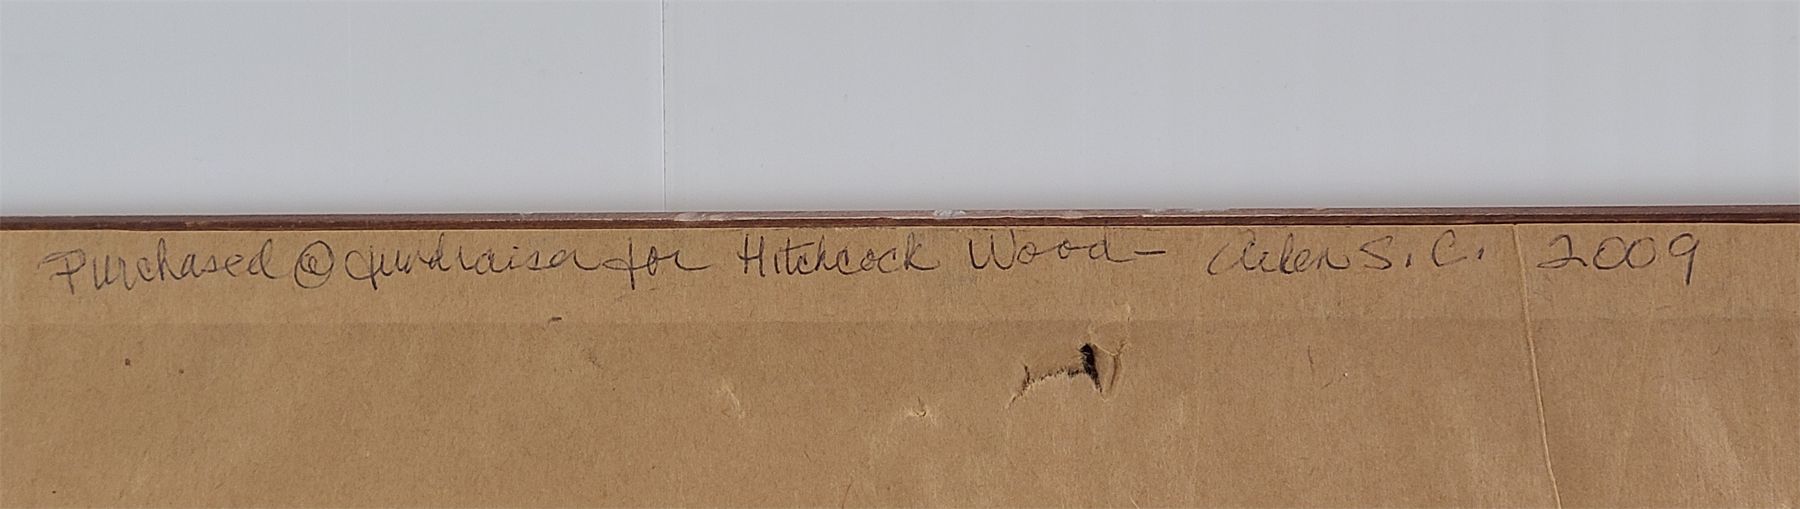 Purchased @ fundraiser for Hitchcock Wood - Aiken S.C. 2009